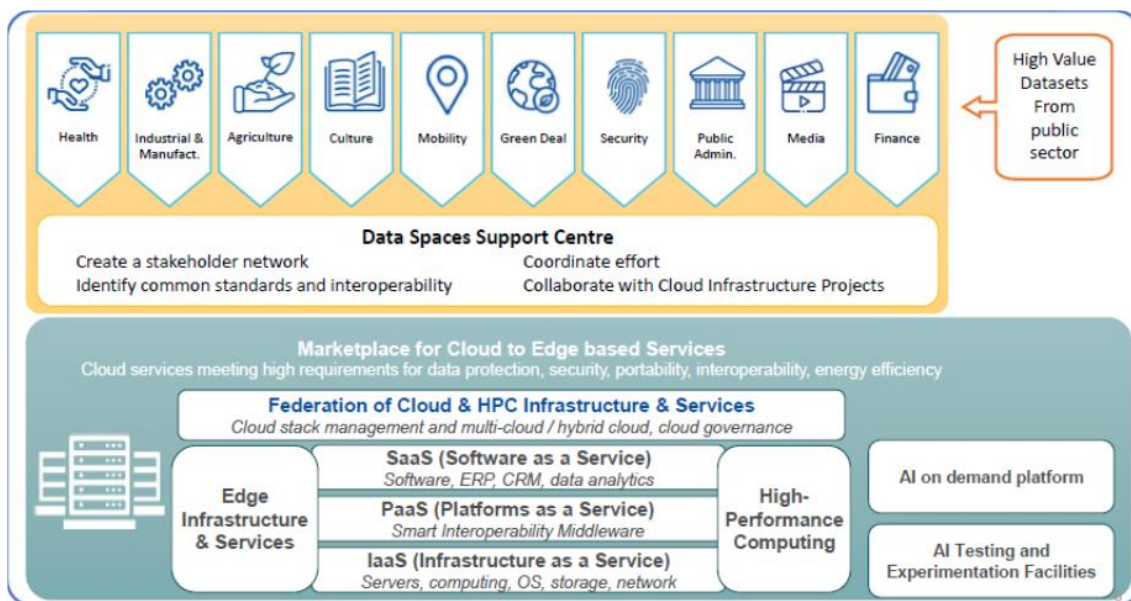 Health
Industrial &
Manufact.
Agriculture
Culture
Mobility
Green Deal
Security
Public
Admin.
Media
Finance
High Value
Datasets
From
public
sector
Data Spaces Support Centre
Create a stakeholder network
Coordinate effort
Identify common standards and interoperability
Collaborate with Cloud Infrastructure Projects
Marketplace for Cloud to Edge based Services
Cloud services meeting high requirements for data protection, security, portability, interoperability, energy efficiency
Federation of Cloud & HPC Infrastructure & Services
Cloud stack management and multi-cloud / hybrid cloud, cloud governance
Edge
Infrastructure
& Services
SaaS (Software as a Service)
Software, ERP, CRM, data analytics
PaaS (Platforms as a Service)
Smart Interoperability Middleware
IaaS (Infrastructure as a Service)
Servers, computing, OS, storage, network
High-
Performance
Computing
AI on demand platform
AI Testing and
Experimentation Facilities